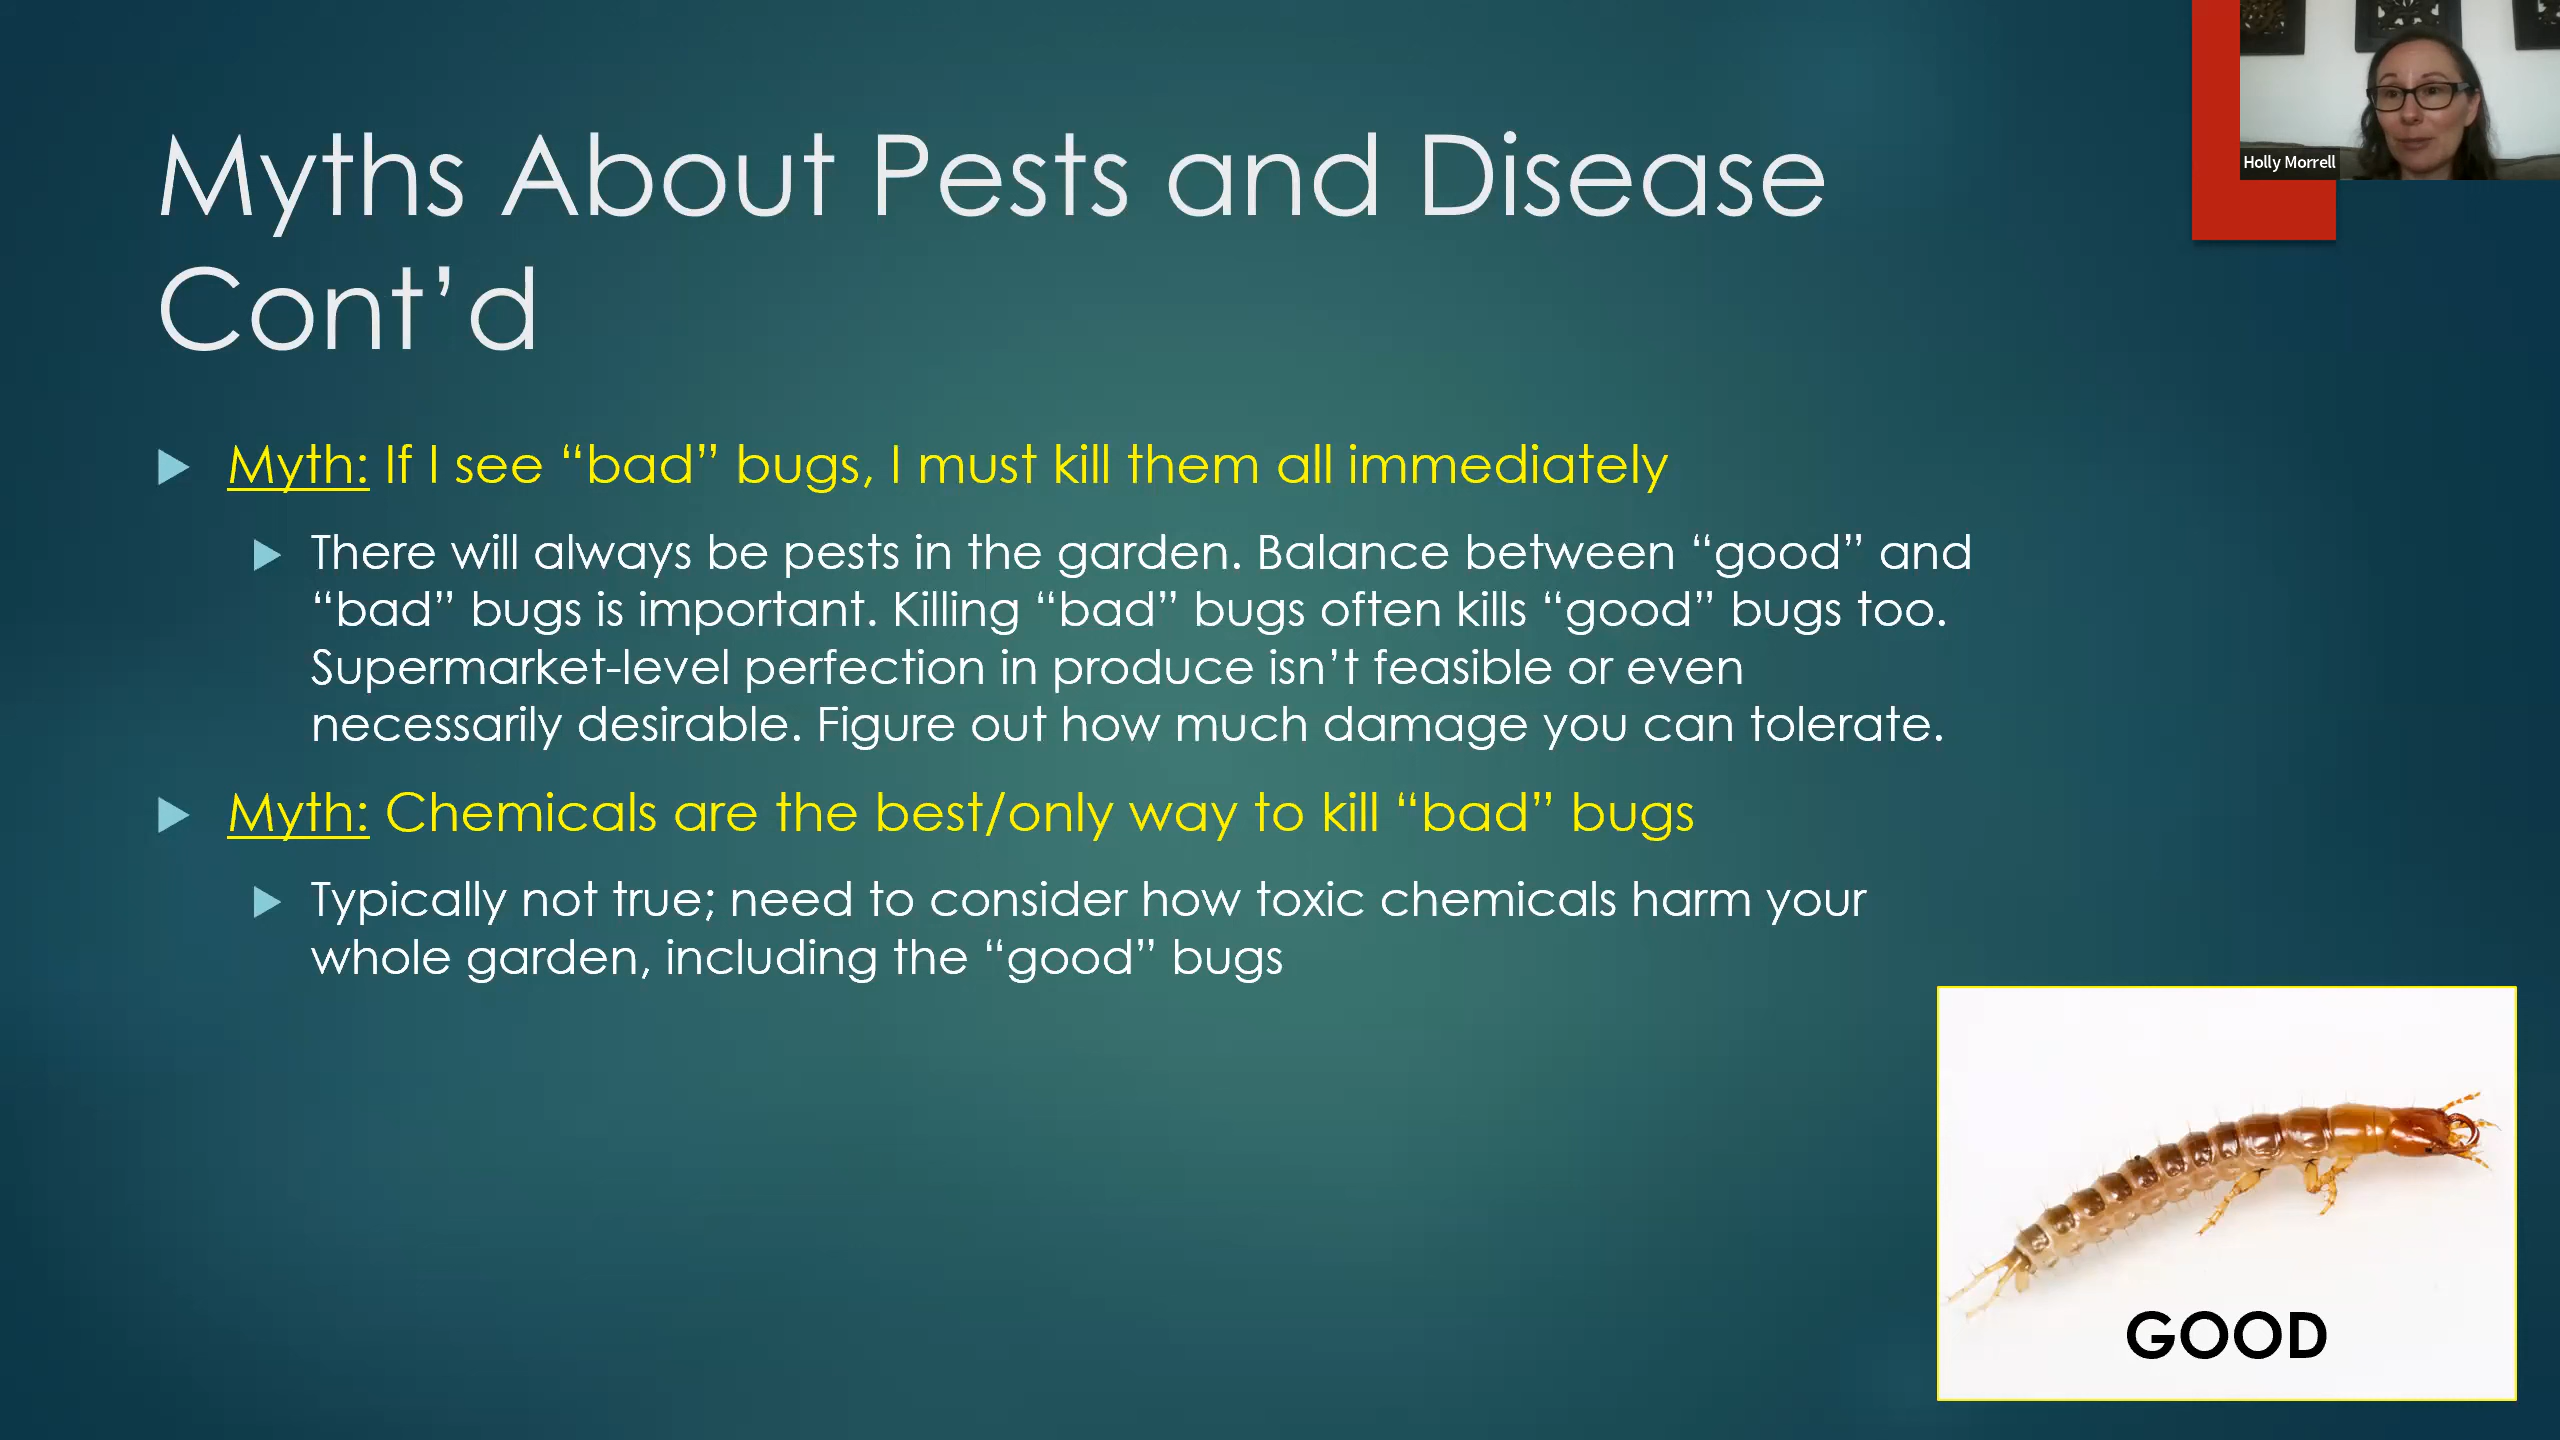 Myths About Pests and Disease
Cont’d
Holly Morrell
Myth: If I see “bad” bugs, I must kill them all immediately
There will always be pests in the garden. Balance between “good” and
“bad” bugs is important. Killing “bad” bugs often kills “good” bugs too.
Supermarket-level perfection in produce isn’t feasible or even
necessarily desirable. Figure out how much damage you can tolerate.
Myth: Chemicals are the best/only way to kill “bad” bugs
Typically not true; need to consider how toxic chemicals harm your
whole garden, including the “good” bugs
GOOD